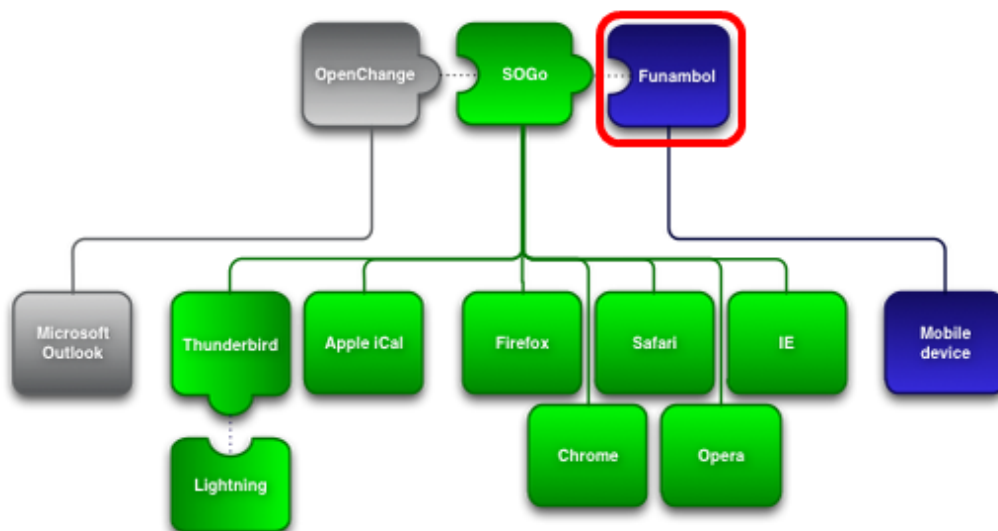 OpenChange
SOGo
Funambol
Microsoft
Outlook
Thunderbird
Apple iCal
Firefox
Safari
IE
Mobile
device
Chrome
Opera
Lightning